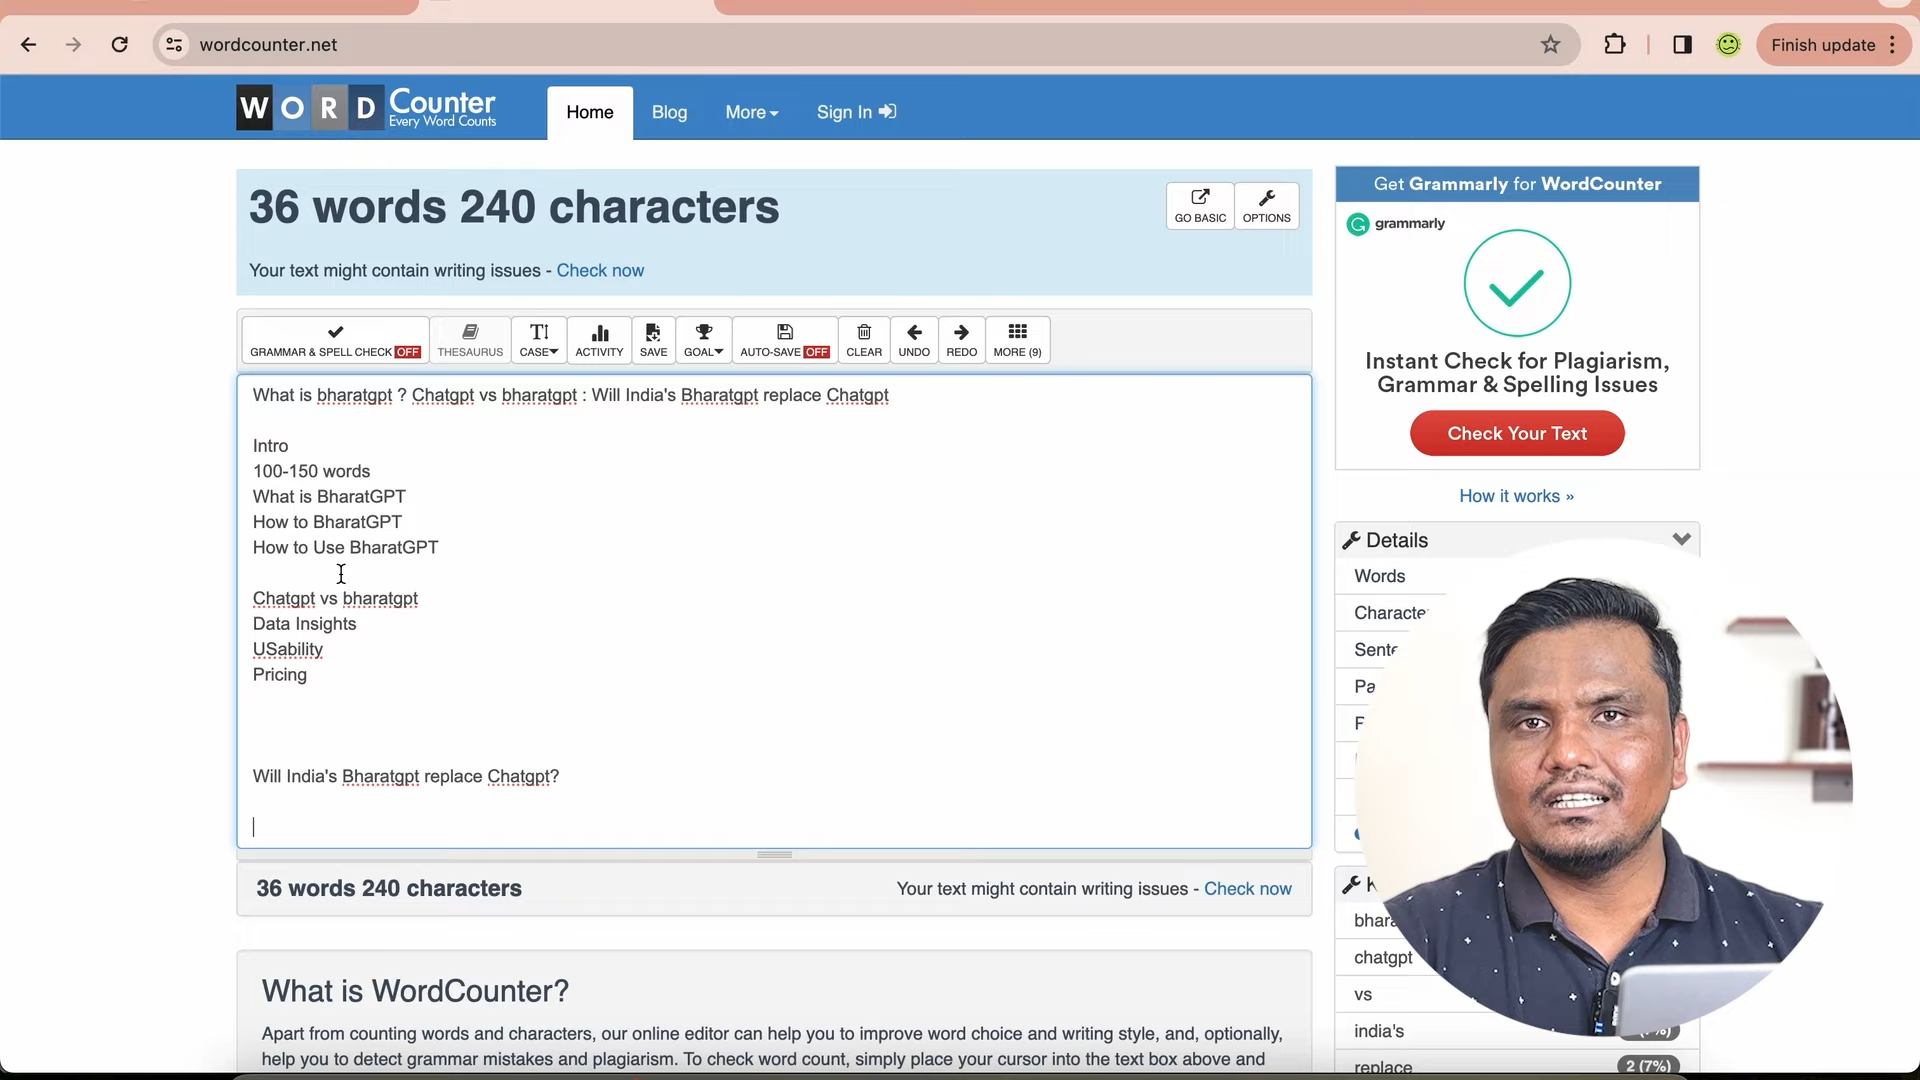 wordcounter.net
Finish update
WORD Counter
Every Word Counts
Home Blog More Sign In
36 words 240 characters
GO BASIC OPTIONS
Your text might contain writing issues - Check now
GRAMMAR & SPELL CHECK OFF THESAURUS CASE ACTIVITY SAVE GOAL AUTO-SAVE OFF CLEAR UNDO REDO MORE (9)
What is bharatgpt ? Chatgpt vs bharatgpt : Will India's Bharatgpt replace Chatgpt
Intro
100-150 words
What is BharatGPT
How to BharatGPT
How to Use BharatGPT
Chatgpt vs bharatgpt
Data Insights
USability
Pricing
Will India's Bharatgpt replace Chatgpt?
36 words 240 characters
Your text might contain writing issues - Check now
What is WordCounter?
Apart from counting words and characters, our online editor can help you to improve word choice and writing style, and, optionally,
help you to detect grammar mistakes and plagiarism. To check word count, simply place your cursor into the text box above and
Get Grammarly for WordCounter
grammarly
Instant Check for Plagiarism,
Grammar & Spelling Issues
Check Your Text
How it works »
Details
Words
chatgpt
vs
india's
replace 2 (7%)